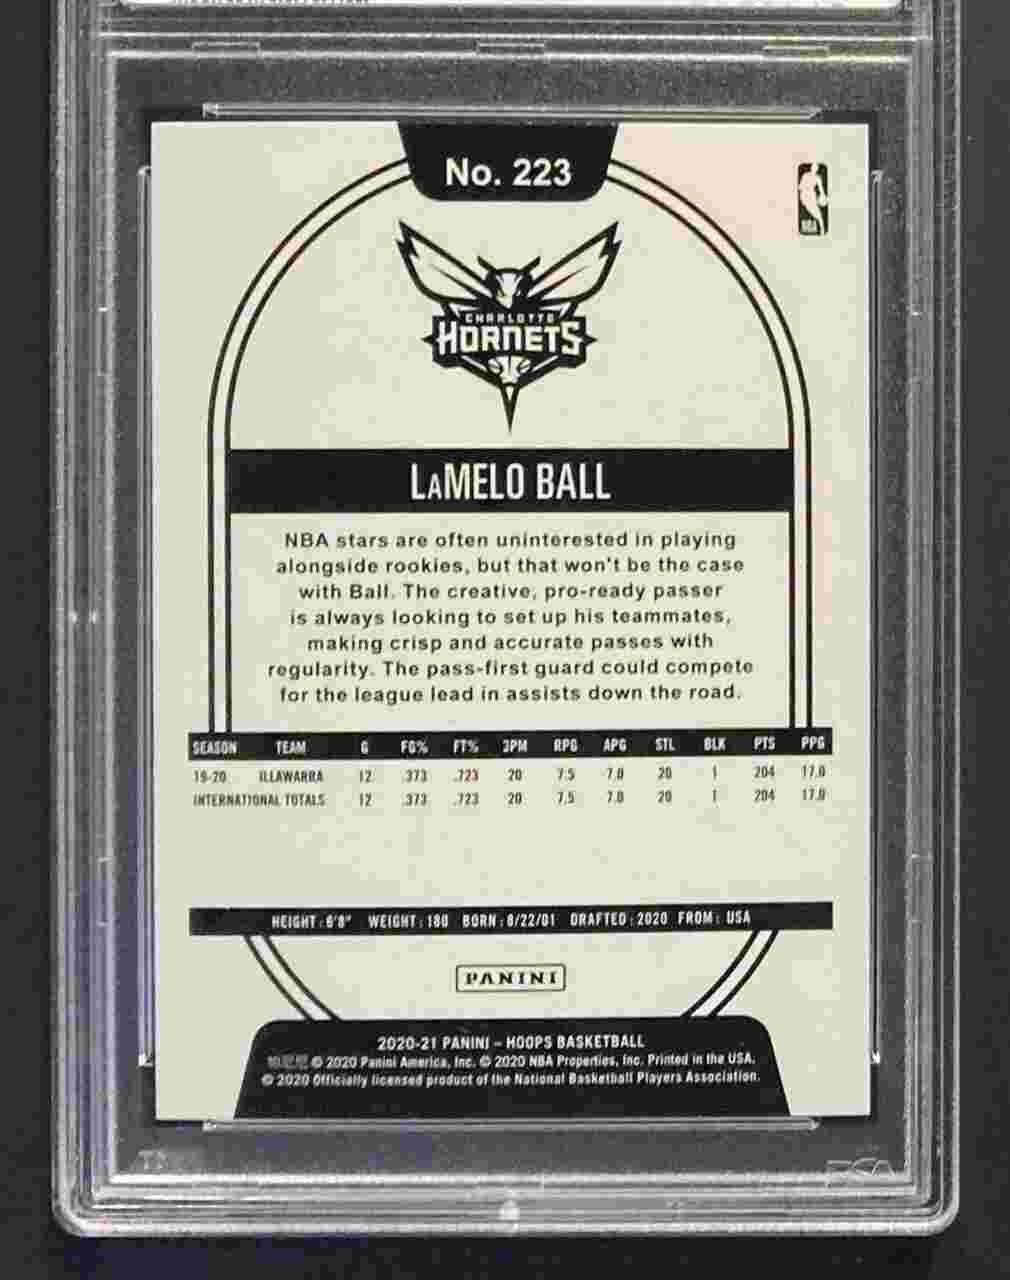 No. 223
NBA
CHARLOTTE
HORNETS
LAMELO BALL
NBA stars are often uninterested in playing
alongside rookies, but that won't be the case
with Ball. The creative, pro-ready passer
is always looking to set up his teammates,
making crisp and accurate passes with
regularity. The pass-first guard could compete
for the league lead in assists down the road.
SEASON TEAM G FG% FT% 3PM RPG APG STL BLK PTS PPG
19-20 ILLAWARRA 12 .373 .723 20 7.5 7.0 20 1 204 17.0
INTERNATIONAL TOTALS 12 .373 .723 20 7.5 7.0 20 1 204 17.0
HEIGHT: 6'8" WEIGHT: 180 BORN: 8/22/01 DRAFTED: 2020 FROM: USA
PANINI
2020-21 PANINI – HOOPS BASKETBALL
© 2020 Panini America, Inc. © 2020 NBA Properties, Inc. Printed in the USA.
© 2020 Officially licensed product of the National Basketball Players Association.
PSA